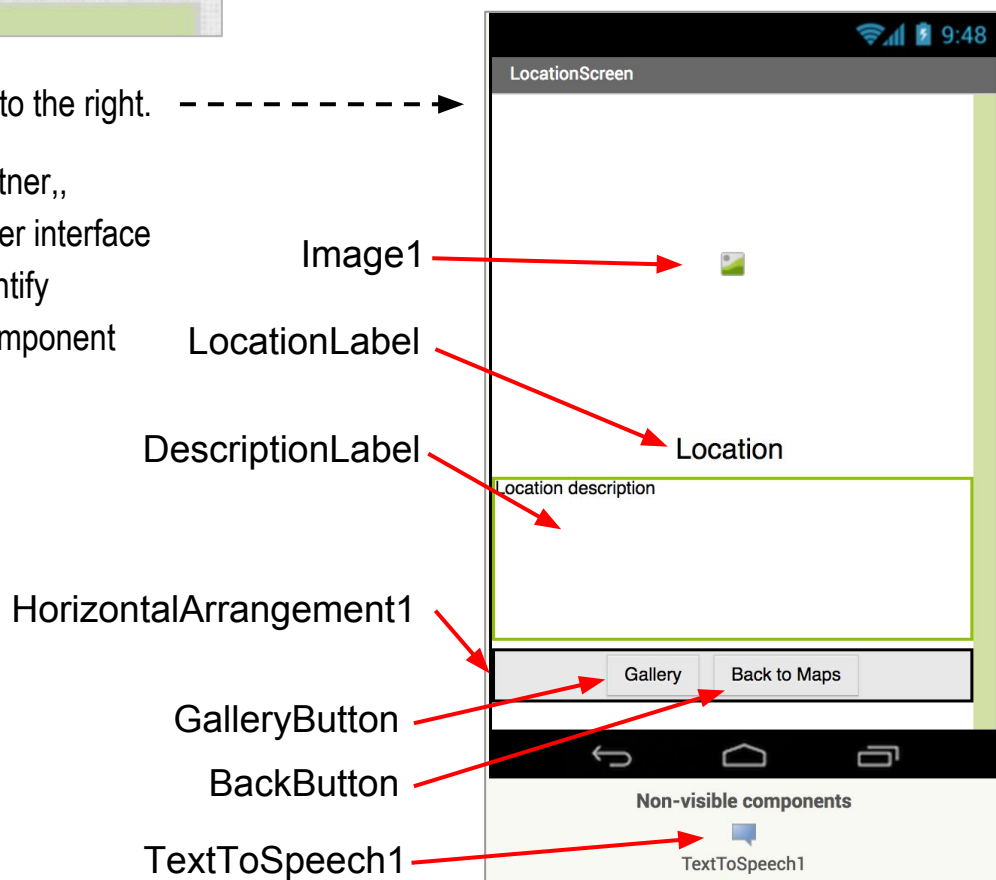 to the right.
tner,,
er interface
ntify
mponent
Image1
LocationLabel
DescriptionLabel
HorizontalArrangement1
GalleryButton
BackButton
TextToSpeech1
9:48
LocationScreen
Location
Location description
Gallery
Back to Maps
Non-visible components
TextToSpeech1